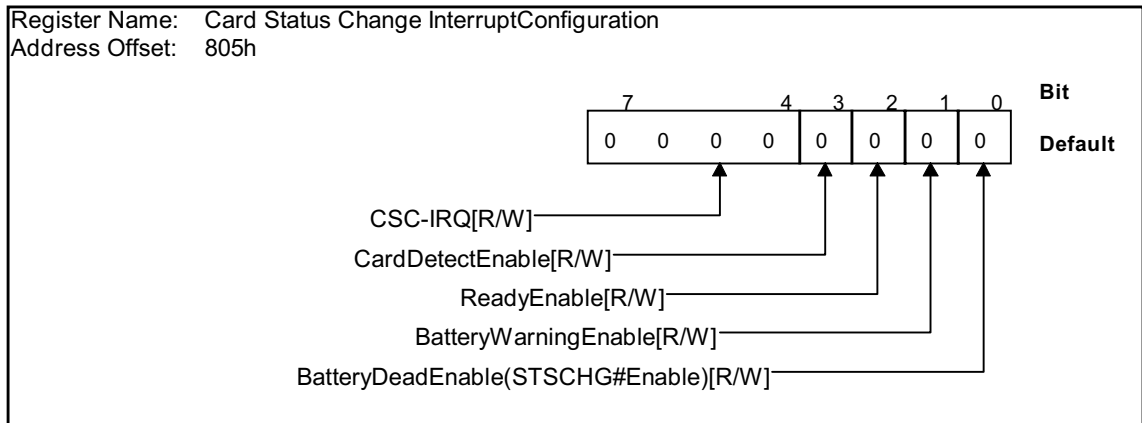 Register Name: Card Status Change InterruptConfiguration
Address Offset: 805h
7 4 3 2 1 0 Bit
0 0 0 0 0 0 0 0 Default
CSC-IRQ[R/W]
CardDetectEnable[R/W]
ReadyEnable[R/W]
BatteryWarningEnable[R/W]
BatteryDeadEnable(STSCHG#Enable)[R/W]